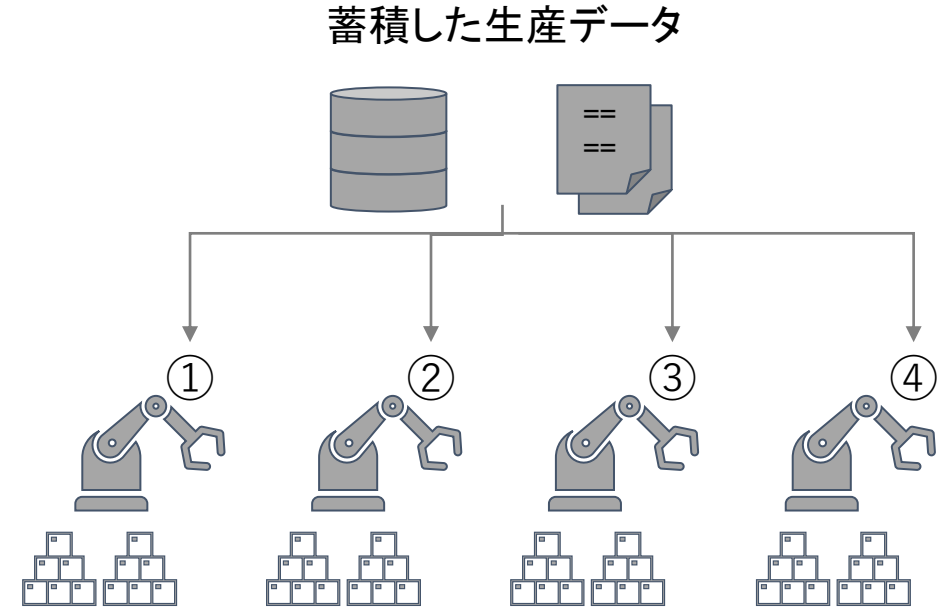 蓄積した生産データ
==
==
① ② ③ ④